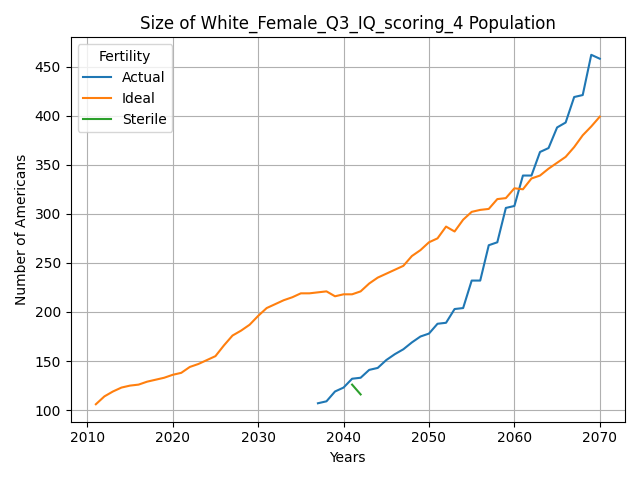 Size of White_Female_Q3_IQ_scoring_4 Population
Fertility
Actual
Ideal
Sterile
Number of Americans
450
400
350
300
250
200
150
100
2010
2020
2030
2040
2050
2060
2070
Years